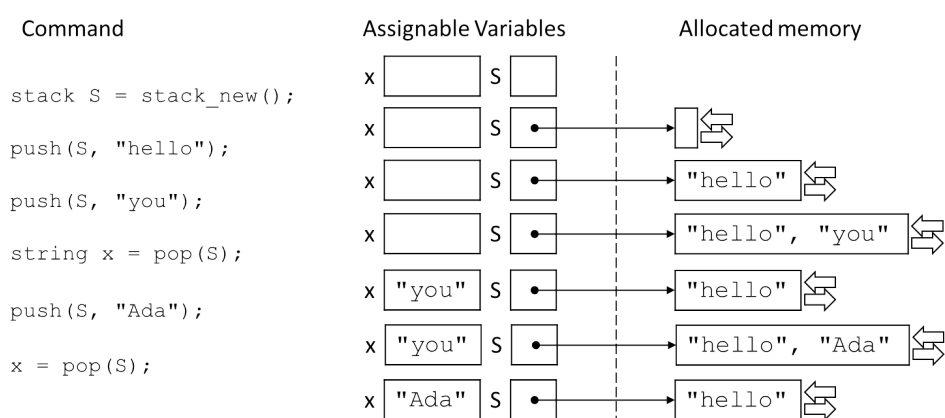 Command Assignable Variables Allocated memory
x S
stack S = stack_new();
x S
push(S, "hello");
x S "hello"
push(S, "you");
x S "hello", "you"
string x = pop(S);
x "you" S "hello"
push(S, "Ada");
x "you" S "hello", "Ada"
x = pop(S);
x "Ada" S "hello"